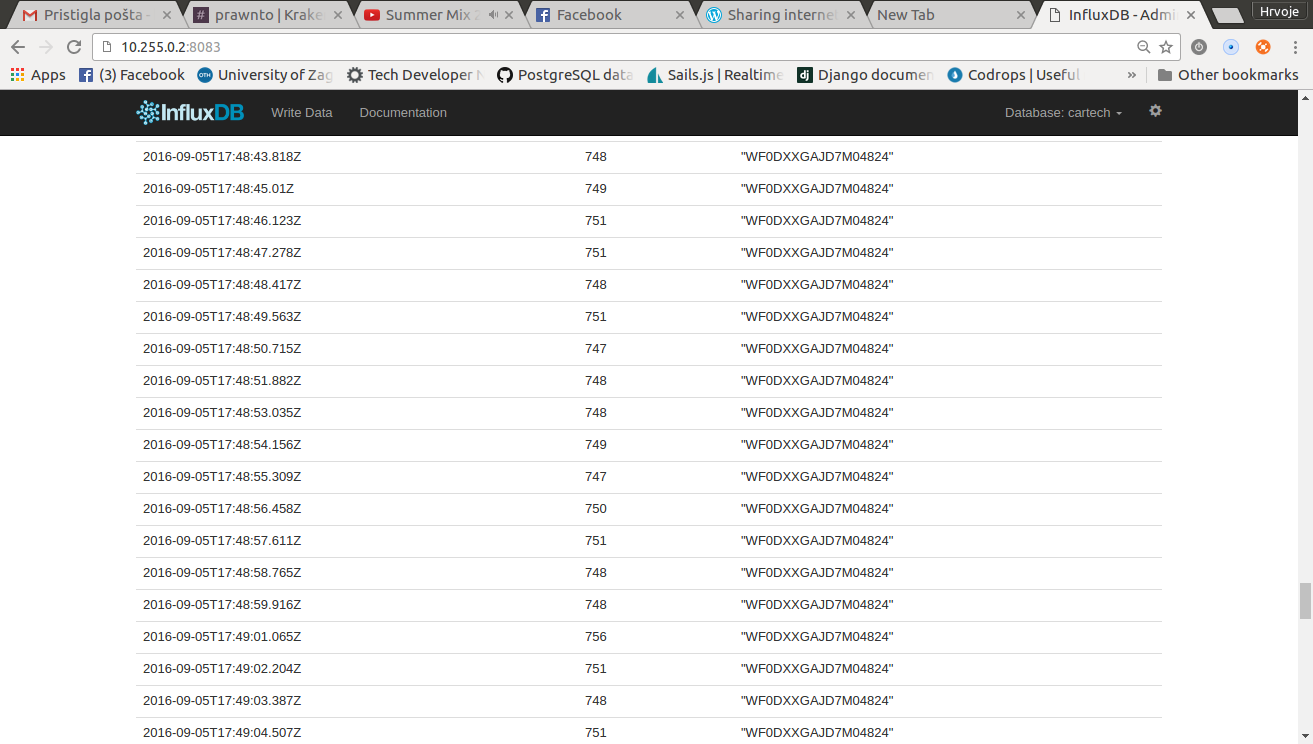 Pristigla pošta - prawnto | Krake Summer Mix 2 Facebook Sharing interne New Tab InfluxDB - Admi Hrvoje
10.255.0.2:8083
Apps (3) Facebook OTH University of Zag Tech Developer N PostgreSQL data Sails.js | Realtime dj Django documen Codrops | Useful » Other bookmarks
InfluxDB Write Data Documentation Database: cartech
2016-09-05T17:48:43.818Z 748 "WF0DXXGAJD7M04824"
2016-09-05T17:48:45.01Z 749 "WF0DXXGAJD7M04824"
2016-09-05T17:48:46.123Z 751 "WF0DXXGAJD7M04824"
2016-09-05T17:48:47.278Z 751 "WF0DXXGAJD7M04824"
2016-09-05T17:48:48.417Z 748 "WF0DXXGAJD7M04824"
2016-09-05T17:48:49.563Z 751 "WF0DXXGAJD7M04824"
2016-09-05T17:48:50.715Z 747 "WF0DXXGAJD7M04824"
2016-09-05T17:48:51.882Z 748 "WF0DXXGAJD7M04824"
2016-09-05T17:48:53.035Z 748 "WF0DXXGAJD7M04824"
2016-09-05T17:48:54.156Z 749 "WF0DXXGAJD7M04824"
2016-09-05T17:48:55.309Z 747 "WF0DXXGAJD7M04824"
2016-09-05T17:48:56.458Z 750 "WF0DXXGAJD7M04824"
2016-09-05T17:48:57.611Z 751 "WF0DXXGAJD7M04824"
2016-09-05T17:48:58.765Z 748 "WF0DXXGAJD7M04824"
2016-09-05T17:48:59.916Z 748 "WF0DXXGAJD7M04824"
2016-09-05T17:49:01.065Z 756 "WF0DXXGAJD7M04824"
2016-09-05T17:49:02.204Z 751 "WF0DXXGAJD7M04824"
2016-09-05T17:49:03.387Z 748 "WF0DXXGAJD7M04824"
2016-09-05T17:49:04.507Z 751 "WF0DXXGAJD7M04824"